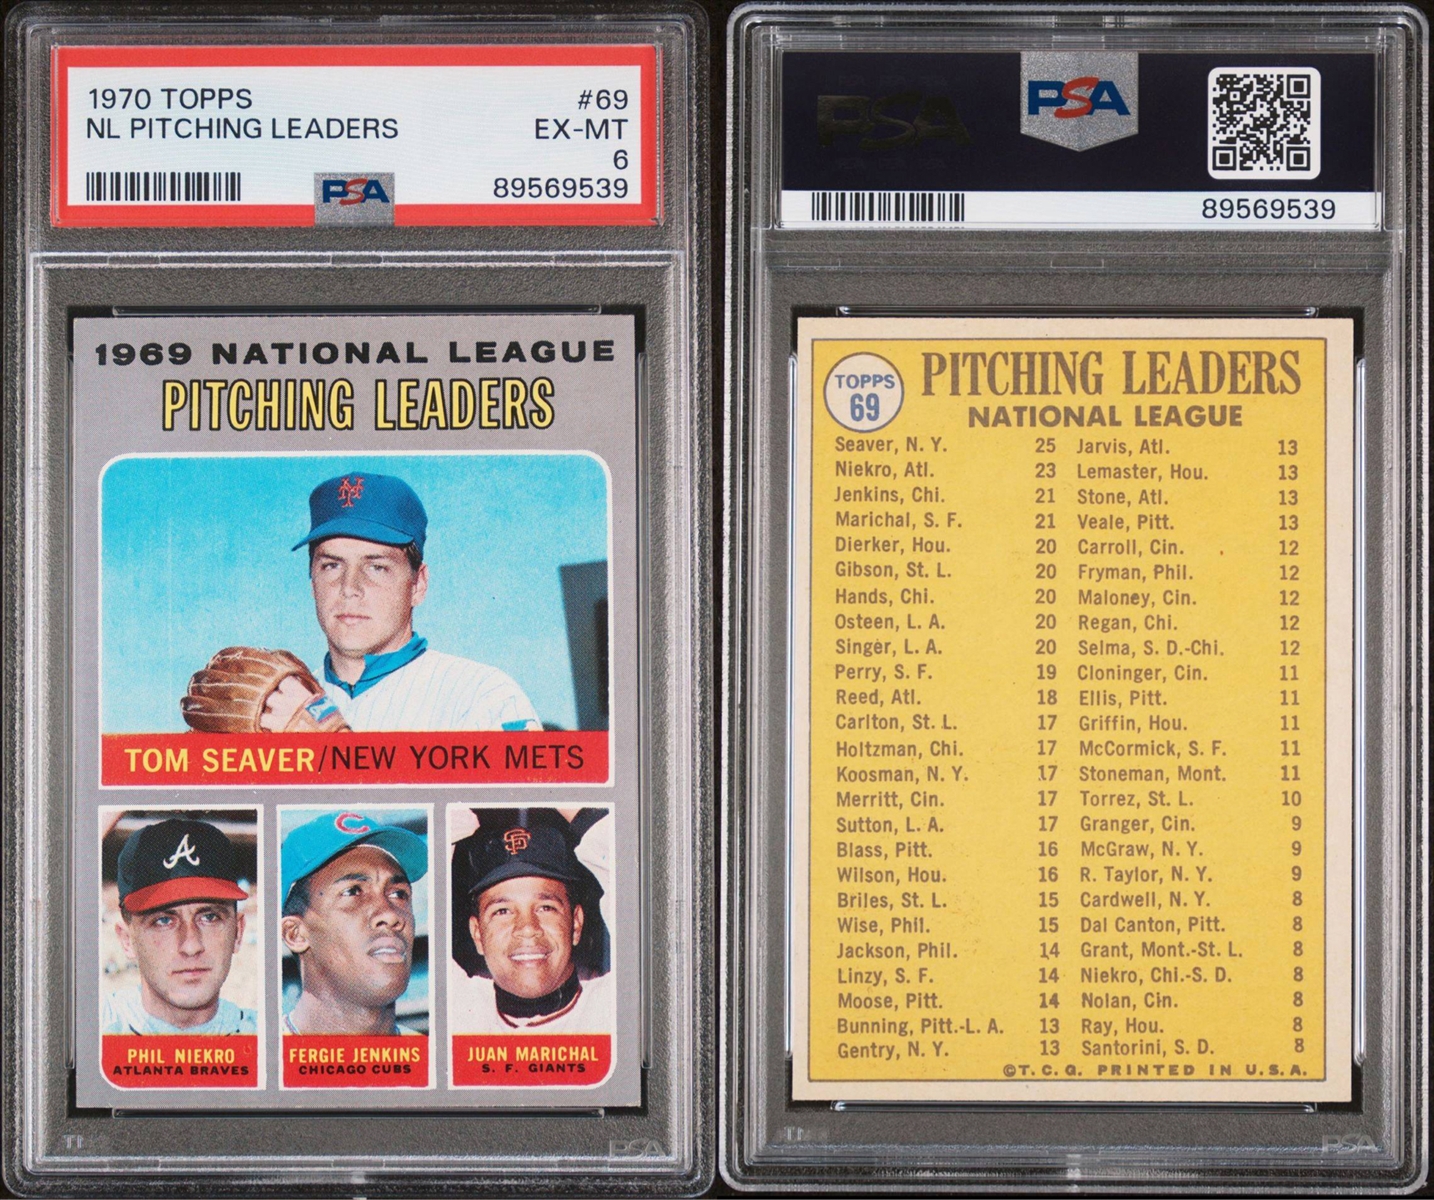 1970 TOPPS #69
NL PITCHING LEADERS EX-MT
6
PSA 89569539
1969 NATIONAL LEAGUE
PITCHING LEADERS
TOM SEAVER/NEW YORK METS
PHIL NIEKRO
ATLANTA BRAVES
FERGIE JENKINS
CHICAGO CUBS
JUAN MARICHAL
S. F. GIANTS
PSA
PSA
PSA
89569539
TOPPS
69
PITCHING LEADERS
NATIONAL LEAGUE
Seaver, N. Y. 25
Niekro, Atl. 23
Jenkins, Chi. 21
Marichal, S. F. 21
Dierker, Hou. 20
Gibson, St. L. 20
Hands, Chi. 20
Osteen, L. A. 20
Singer, L. A. 20
Perry, S. F. 19
Reed, Atl. 18
Carlton, St. L. 17
Holtzman, Chi. 17
Koosman, N. Y. 17
Merritt, Cin. 17
Sutton, L. A. 17
Blass, Pitt. 16
Wilson, Hou. 16
Briles, St. L. 15
Wise, Phil. 15
Jackson, Phil. 14
Linzy, S. F. 14
Moose, Pitt. 14
Bunning, Pitt.-L. A. 13
Gentry, N. Y. 13
Jarvis, Atl. 13
Lemaster, Hou. 13
Stone, Atl. 13
Veale, Pitt. 13
Carroll, Cin. 12
Fryman, Phil. 12
Maloney, Cin. 12
Regan, Chi. 12
Selma, S. D.-Chi. 12
Cloninger, Cin. 11
Ellis, Pitt. 11
Griffin, Hou. 11
McCormick, S. F. 11
Stoneman, Mont. 11
Torrez, St. L. 10
Granger, Cin. 9
McGraw, N. Y. 9
R. Taylor, N. Y. 9
Cardwell, N. Y. 8
Dal Canton, Pitt. 8
Grant, Mont.-St. L. 8
Niekro, Chi.-S. D. 8
Nolan, Cin. 8
Ray, Hou. 8
Santorini, S. D. 8
©T. C. G. PRINTED IN U. S. A.
PSA